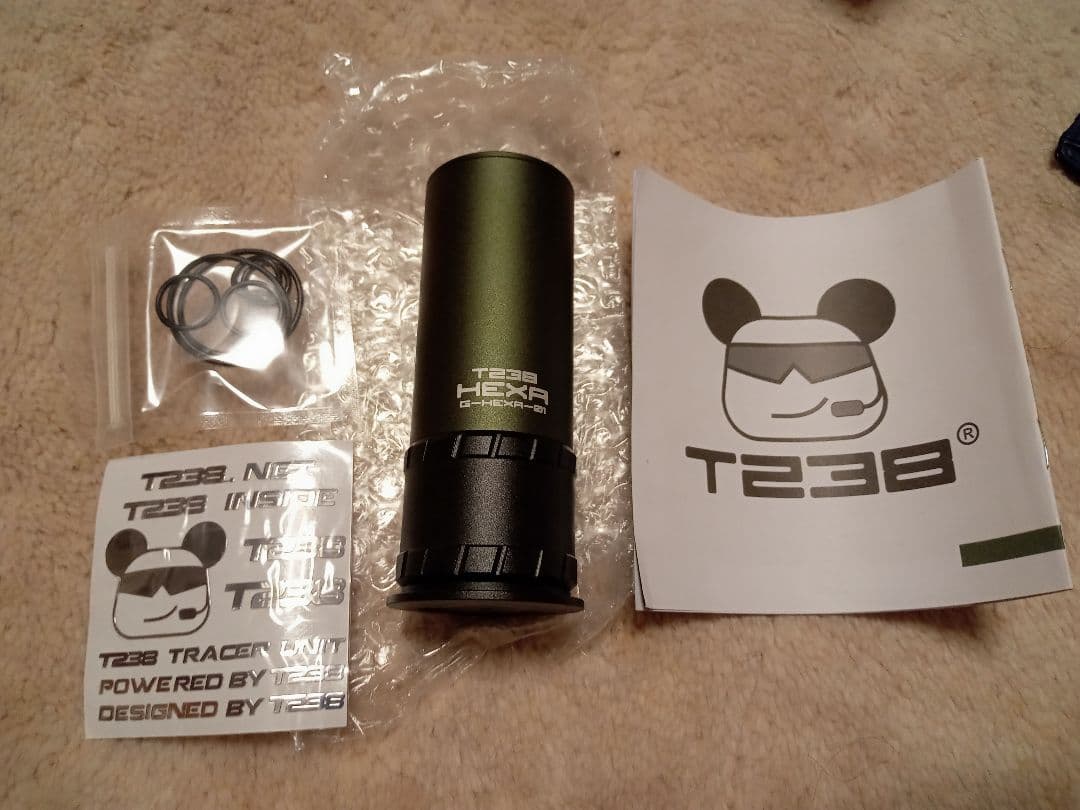 T238
HEXA
G-HEXA-01
T238®
T238.NET
T238 INSIDE
T238
T238
T238 TRACER UNIT
POWERED BY T238
DESIGNED BY T238